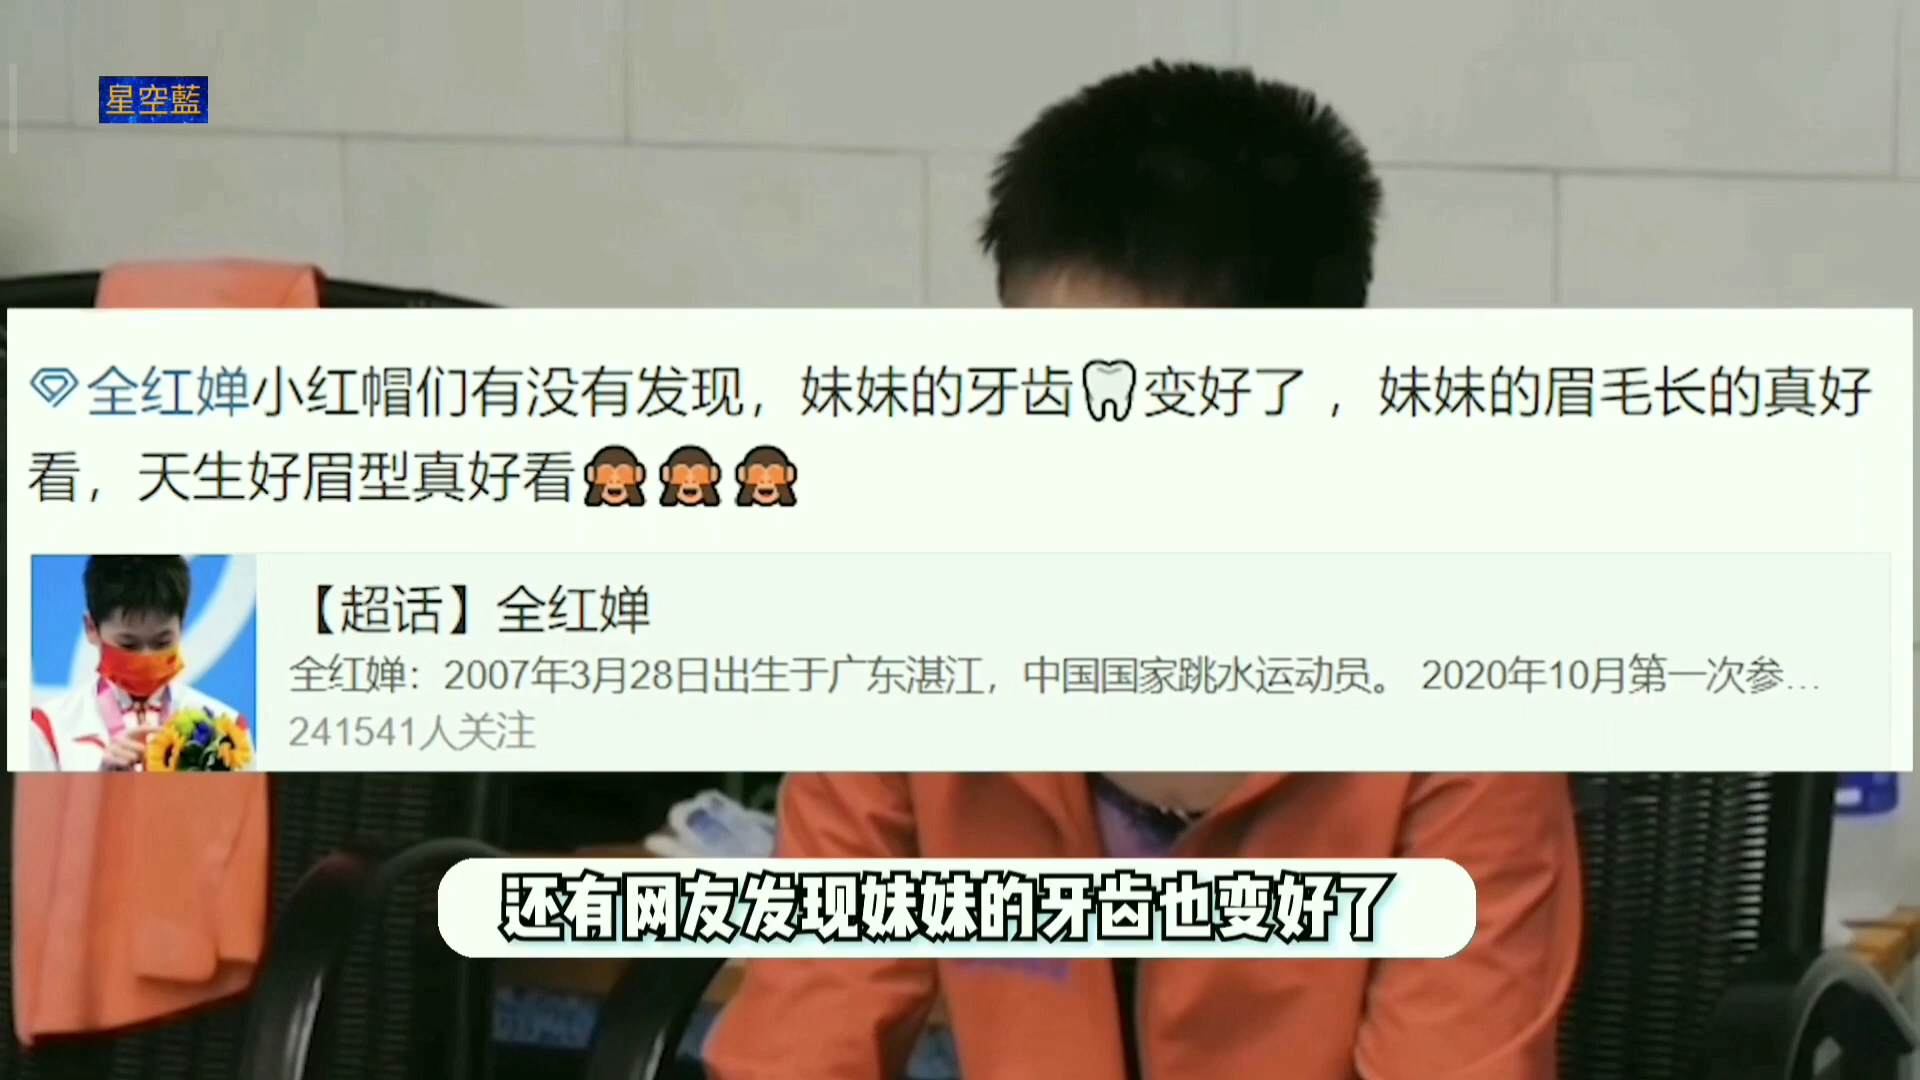 星空藍
全红婵小红帽们有没有发现，妹妹的牙齿🦷变好了，妹妹的眉毛长的真好
看，天生好眉型真好看🙈🙈🙈
【超话】全红婵
全红婵：2007年3月28日出生于广东湛江，中国国家跳水运动员。 2020年10月第一次参...
241541人关注
还有网友发现妹妹的牙齿也变好了